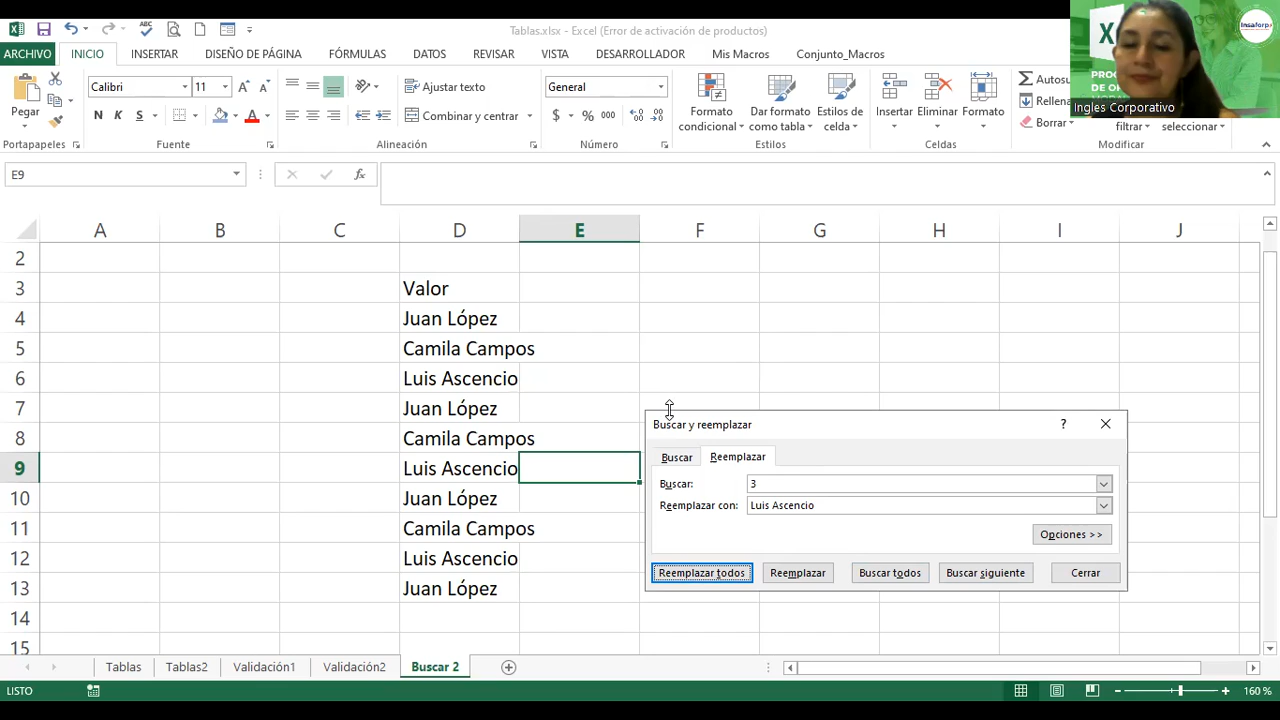 Tablas.xlsx - Excel (Error de activación de productos)
ARCHIVO INICIO INSERTAR DISEÑO DE PÁGINA FÓRMULAS DATOS REVISAR VISTA DESARROLLADOR Mis Macros Conjunto_Macros
Insaforp
Ingles Corporativo
Pegar
Calibri 11
N K S
Ajustar texto
Combinar y centrar
General
$ % 000
Formato condicional
Dar formato como tabla
Estilos de celda
Insertar
Eliminar
Formato
Autosu
Rellena
Borrar
filtrar
seleccionar
Portapapeles Fuente Alineación Número Estilos Celdas Modificar
E9
fx
A B C D E F G H I J
2
3 Valor
4 Juan López
5 Camila Campos
6 Luis Ascencio
7 Juan López
8 Camila Campos
9 Luis Ascencio
10 Juan López
11 Camila Campos
12 Luis Ascencio
13 Juan López
14
15
Buscar y reemplazar
Buscar Reemplazar
Buscar: 3
Reemplazar con: Luis Ascencio
Opciones >>
Reemplazar todos Reemplazar Buscar todos Buscar siguiente Cerrar
Tablas Tablas2 Validación1 Validación2 Buscar 2
LISTO
160 %